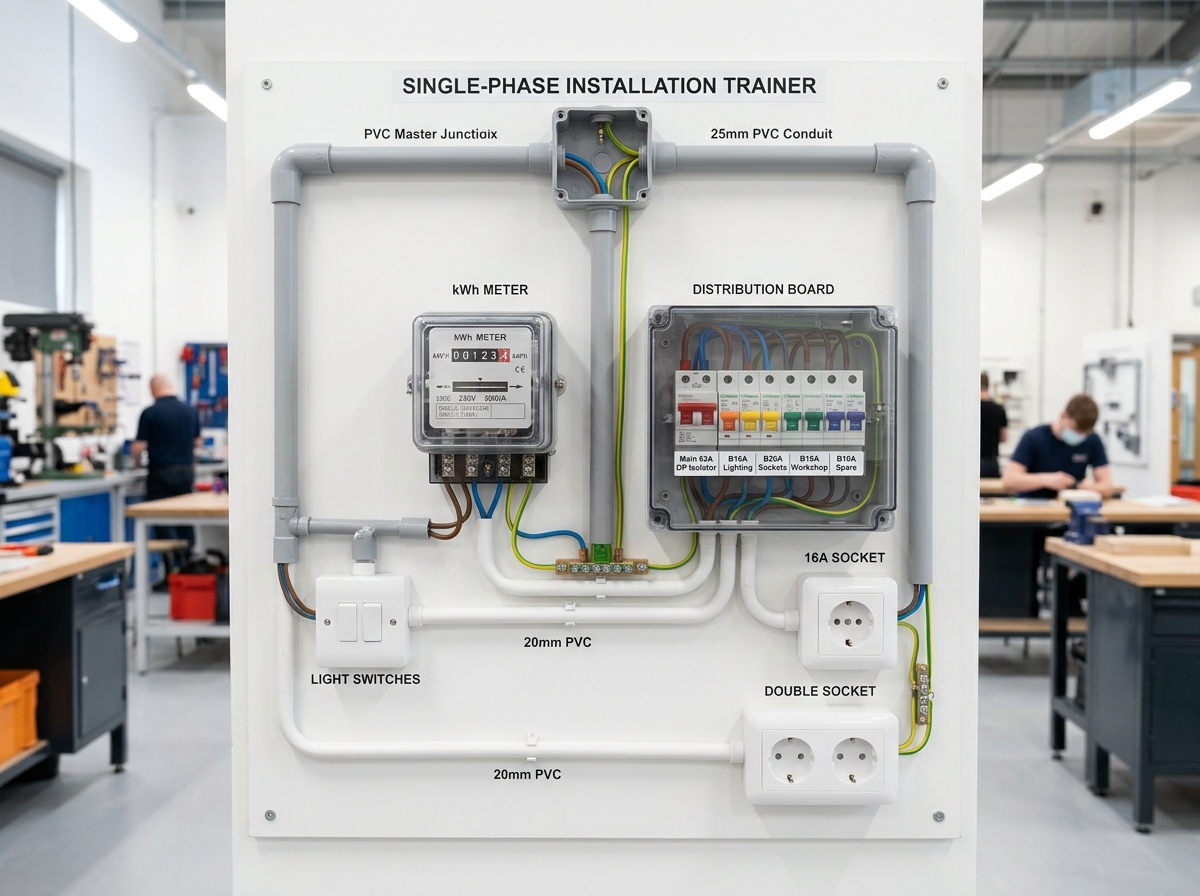 SINGLE-PHASE INSTALLATION TRAINER
PVC Master Junctioix
25mm PVC Conduit
kWh METER
DISTRIBUTION BOARD
kWh METER
00123
CE
230V
Main 63A
DP Isolator
B16A
Lighting
B20A
Sockets
B15A
Workshop
B10A
Spare
16A SOCKET
20mm PVC
LIGHT SWITCHES
DOUBLE SOCKET
20mm PVC